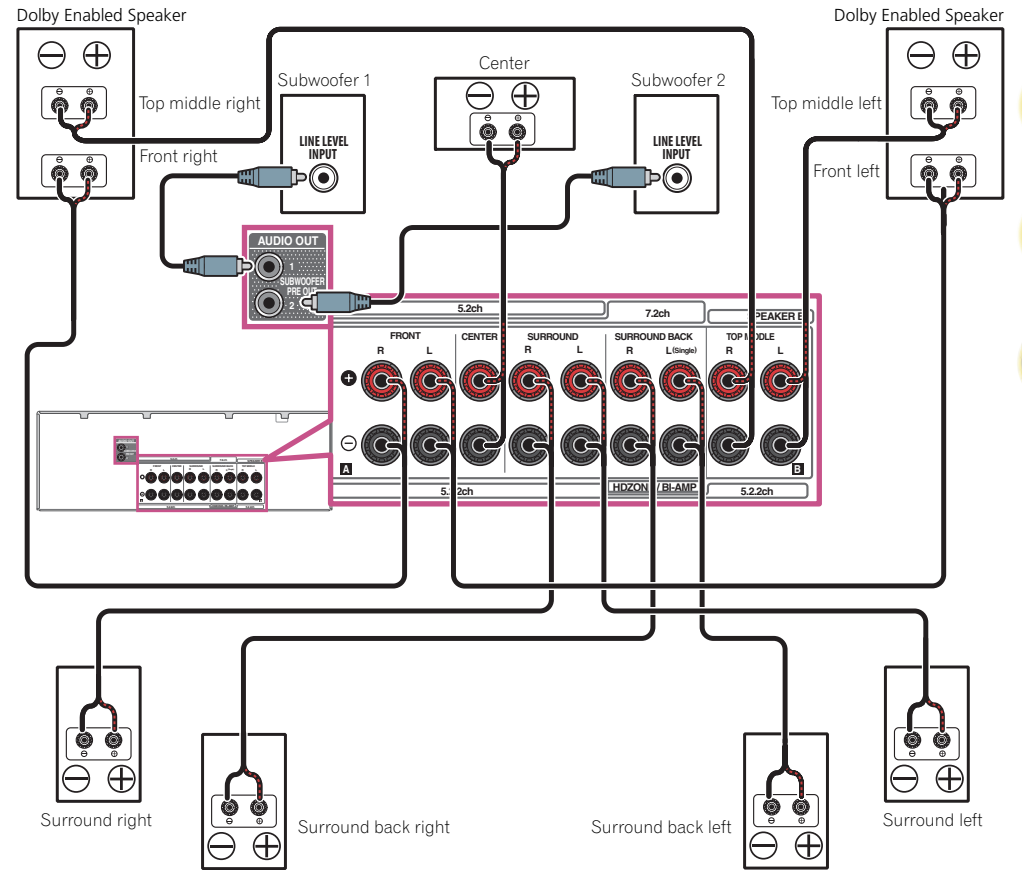 Dolby Enabled Speaker
Dolby Enabled Speaker
Top middle right
Subwoofer 1
Center
Subwoofer 2
Top middle left
Front right
LINE LEVEL
INPUT
LINE LEVEL
INPUT
Front left
AUDIO OUT
1
SUBWOOFER
PRE OUT
2
5.2ch
7.2ch
FRONT
CENTER
SURROUND
SURROUND BACK
R
L
R
L
R
L (Single)
R
L
A
B
HDZONE / BI-AMP
5.2.2ch
Surround right
Surround back right
Surround back left
Surround left